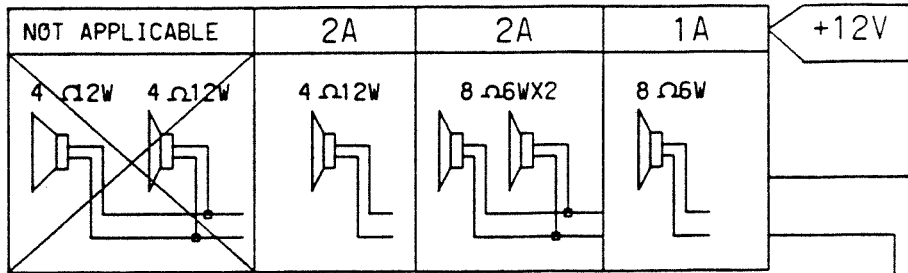 NOT APPLICABLE 2A 2A 1A +12V
4 Ω12W 4 Ω12W 4 Ω12W 8 Ω6WX2 8 Ω6W